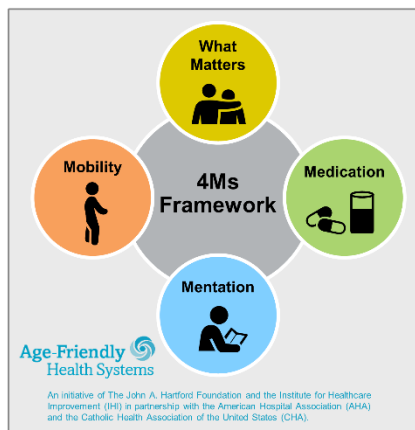 What
Matters
Mobility
4Ms
Framework
Medication
Mentation
Age-Friendly
Health Systems
An initiative of The John A. Hartford Foundation and the Institute for Healthcare
Improvement (IHI) in partnership with the American Hospital Association (AHA)
and the Catholic Health Association of the United States (CHA).